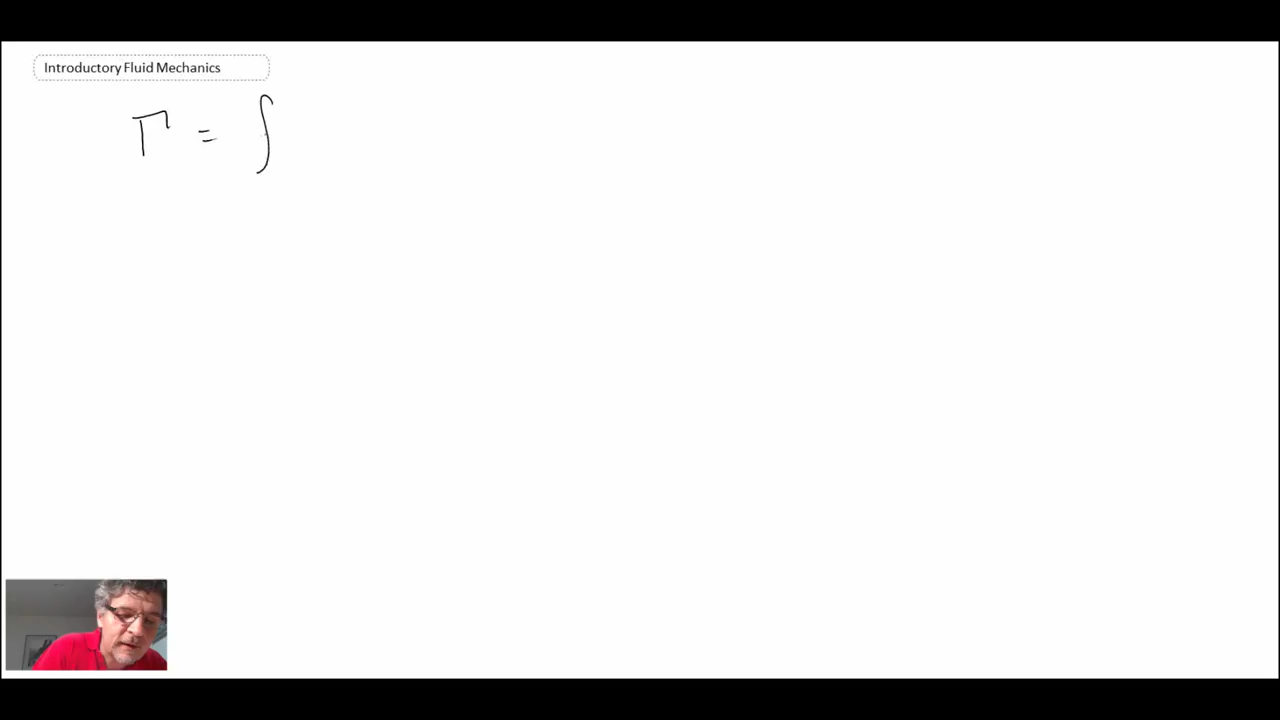 Introductory Fluid Mechanics
Γ = ∫